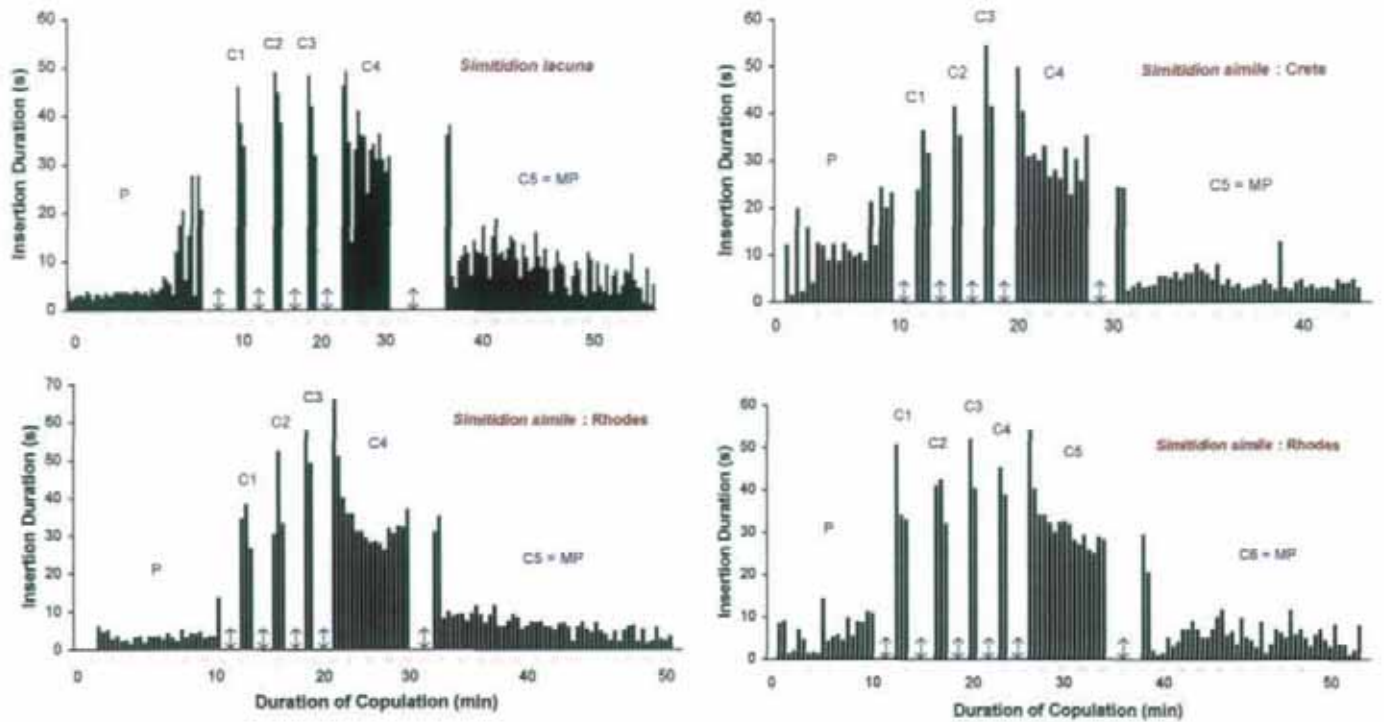 Simitidion lacuna
Insertion Duration (s)
60
50
40
30
20
10
0
P
C1
C2
C3
C4
C5 = MP
0
10
20
30
40
50
Simitidion simile : Crete
Insertion Duration (s)
60
50
40
30
20
10
0
P
C1
C2
C3
C4
C5 = MP
0
10
20
30
40
Simitidion simile : Rhodes
Insertion Duration (s)
70
60
50
40
30
20
10
0
P
C1
C2
C3
C4
C5 = MP
0
10
20
30
40
50
Duration of Copulation (min)
Simitidion simile : Rhodes
Insertion Duration (s)
60
50
40
30
20
10
0
P
C1
C2
C3
C4
C5
C6 = MP
0
10
20
30
40
50
Duration of Copulation (min)